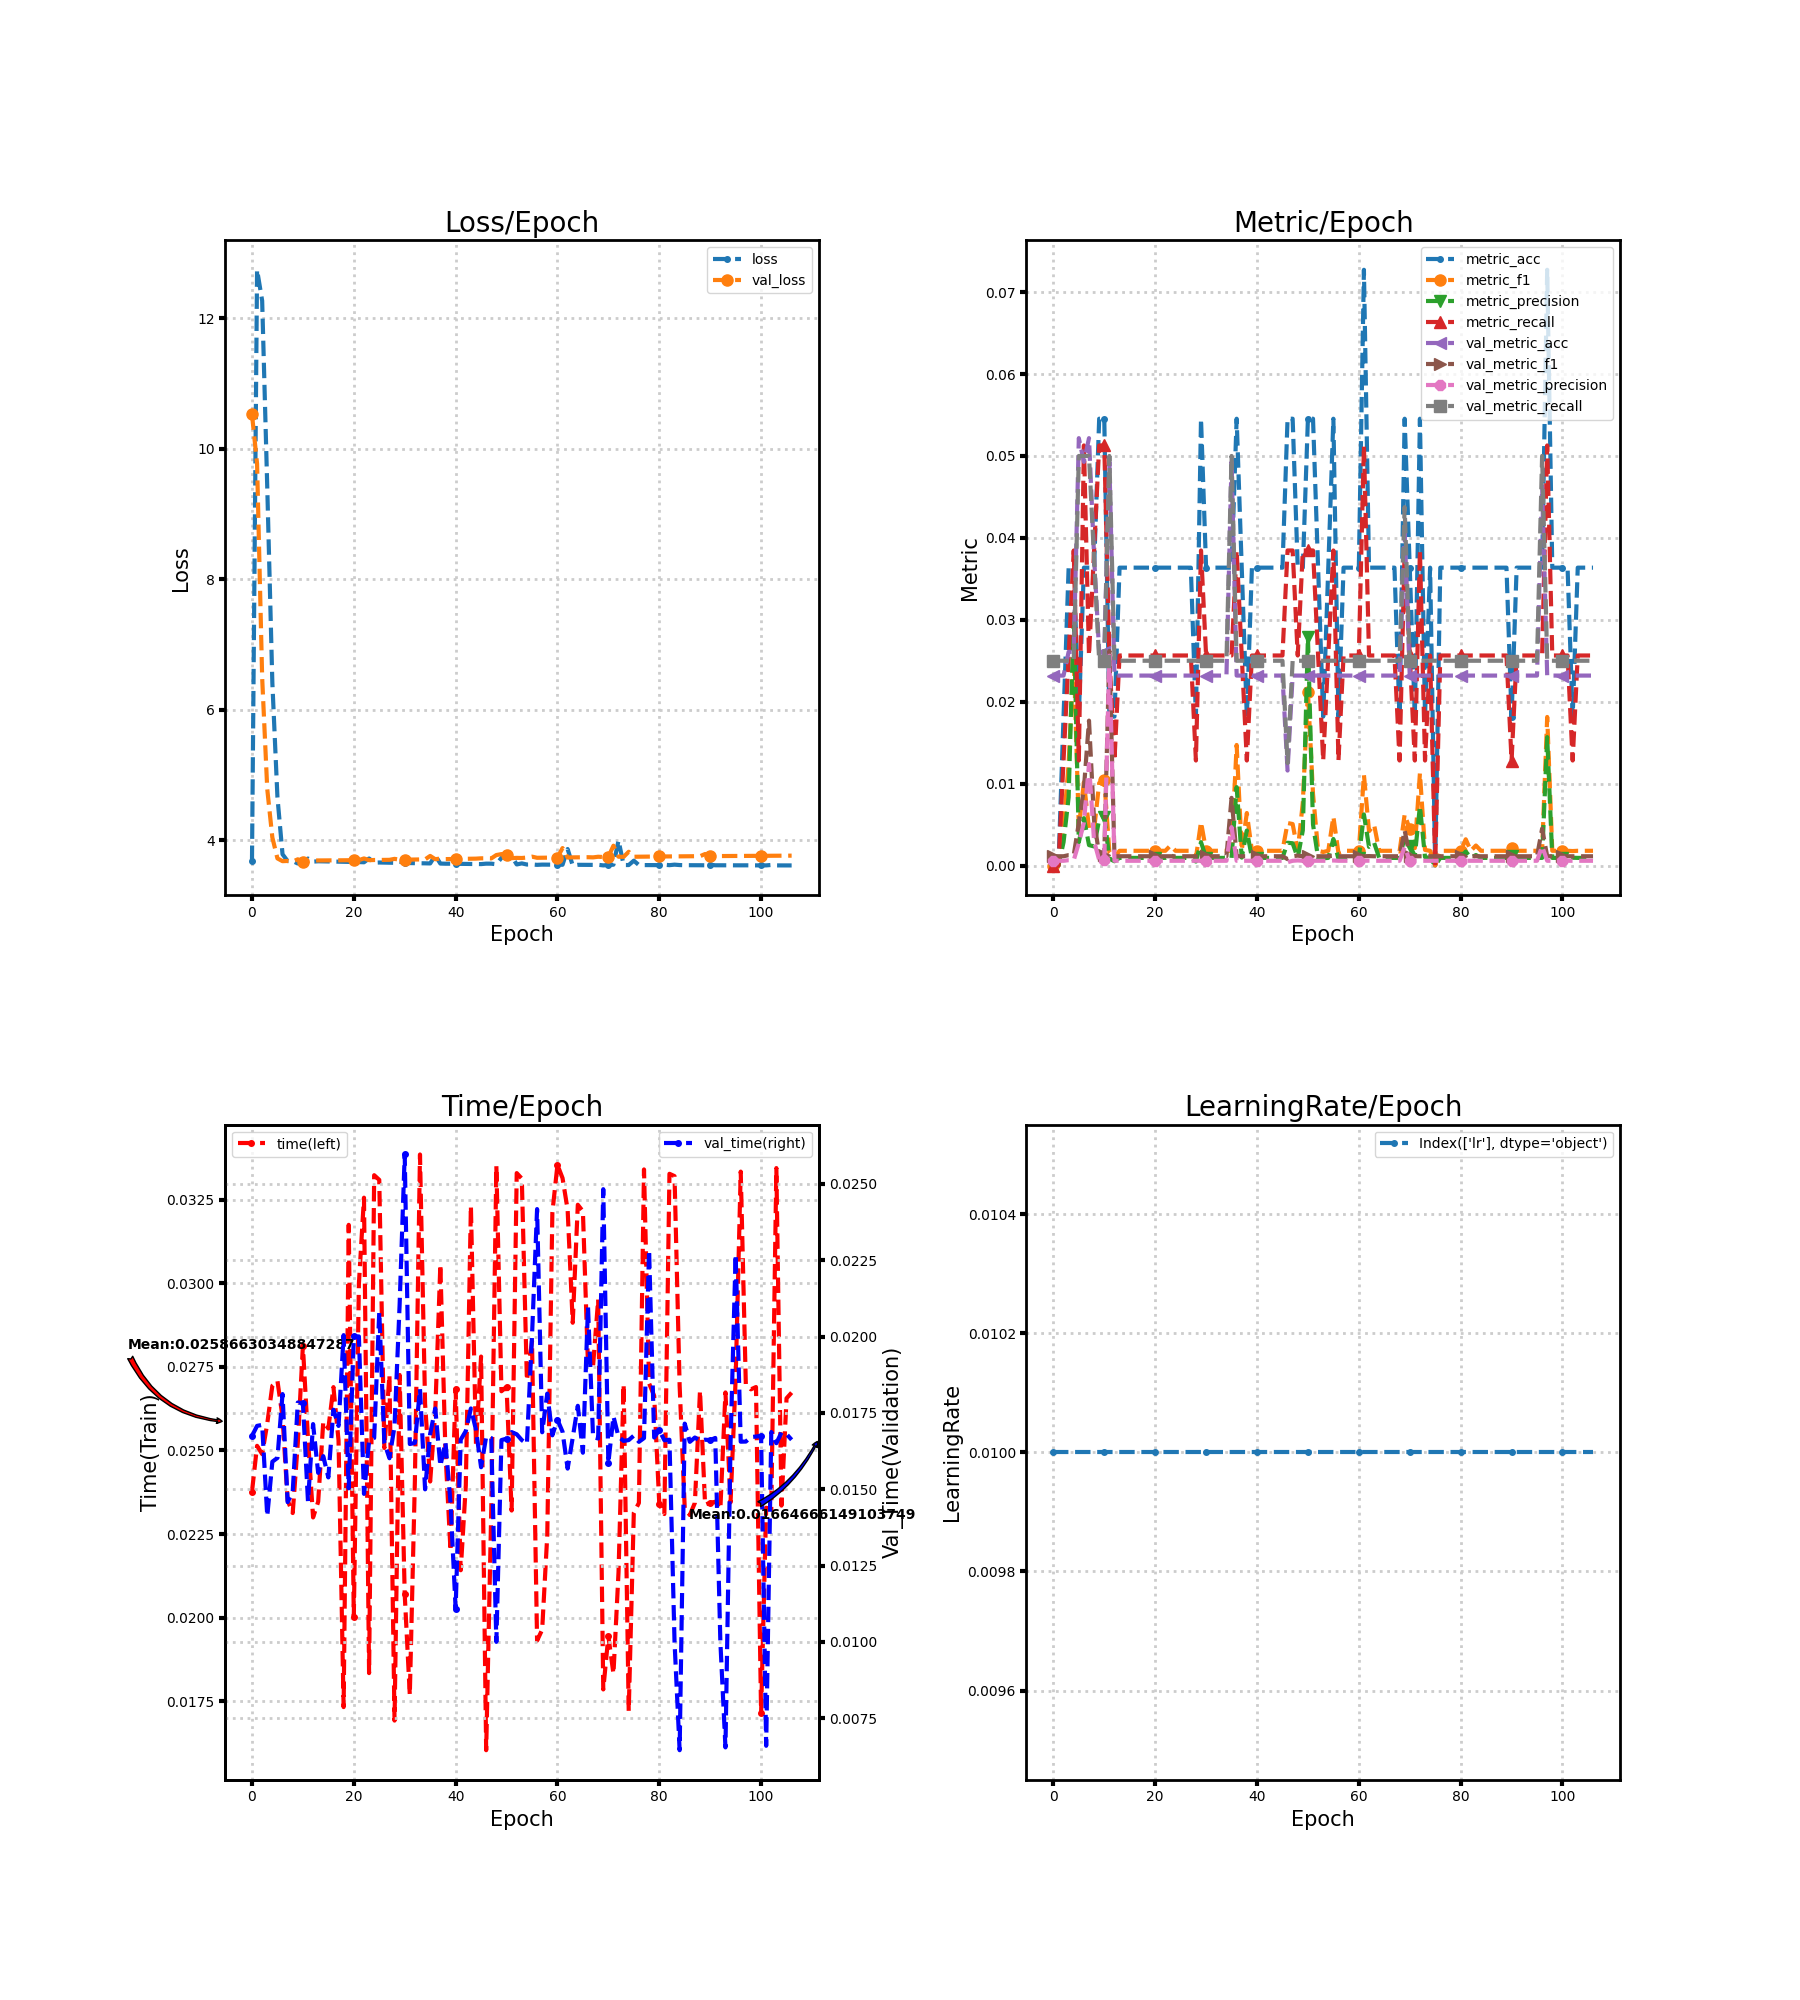 Loss/Epoch
loss
val_loss
12
10
8
6
4
Loss
0
20
40
60
80
100
Epoch
Metric/Epoch
metric_acc
metric_f1
metric_precision
metric_recall
val_metric_acc
val_metric_f1
val_metric_precision
val_metric_recall
0.07
0.06
0.05
0.04
0.03
0.02
0.01
0.00
Metric
0
20
40
60
80
100
Epoch
Time/Epoch
time(left)
val_time(right)
0.0325
0.0300
0.0275
0.0250
0.0225
0.0200
0.0175
Time(Train)
Mean:0.02586630348847287
0.0250
0.0225
0.0200
0.0175
0.0150
0.0125
0.0100
0.0075
Val_Time(Validation)
Mean:0.01664666149103749
0
20
40
60
80
100
Epoch
LearningRate/Epoch
Index(['lr'], dtype='object')
0.0104
0.0102
0.0100
0.0098
0.0096
LearningRate
0
20
40
60
80
100
Epoch